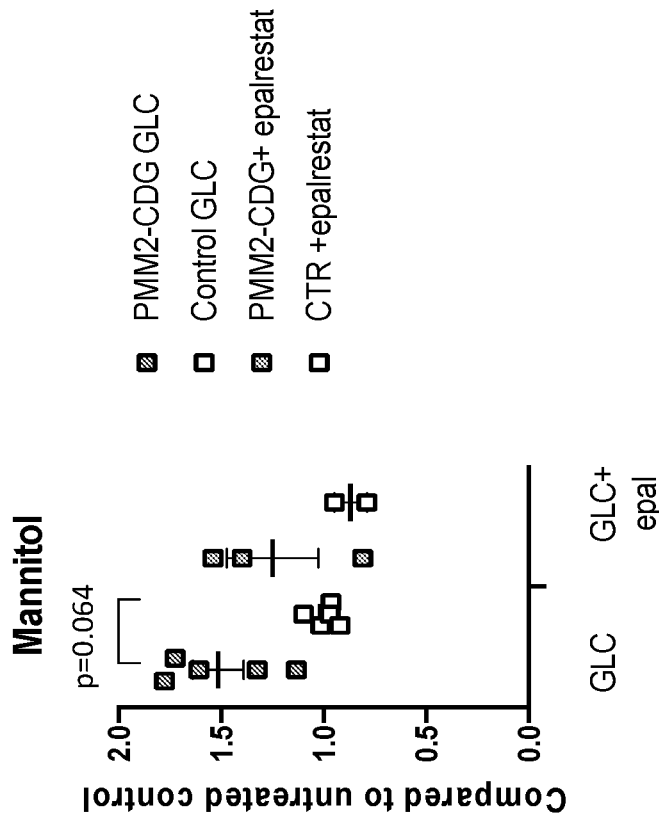 Mannitol
p=0.064
Compared to untreated control
2.0
1.5
1.0
0.5
0.0
GLC
GLC+
epal
PMM2-CDG GLC
Control GLC
PMM2-CDG+ epalrestat
CTR +epalrestat